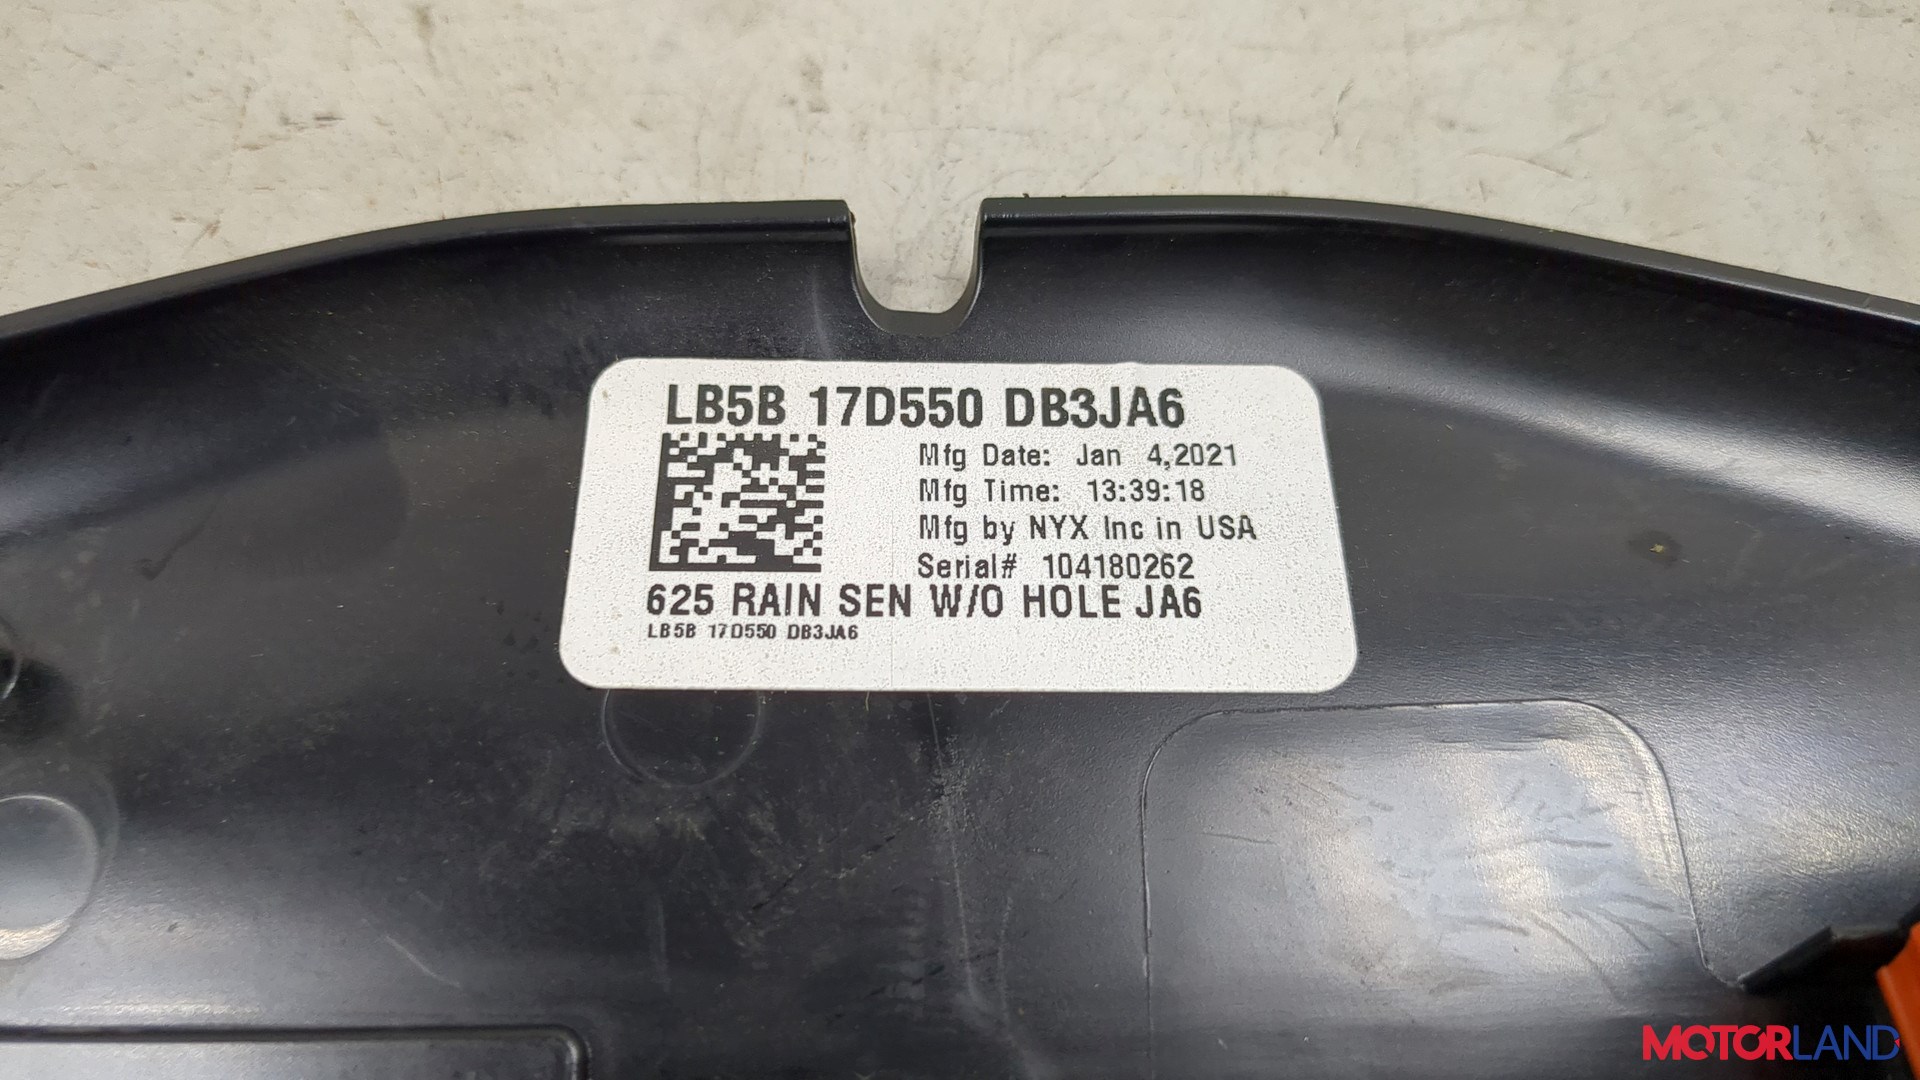 LB5B 17D550 DB3JA6
Mfg Date: Jan 4,2021
Mfg Time: 13:39:18
Mfg by NYX Inc in USA
Serial# 104180262
625 RAIN SEN W/O HOLE JA6
LB5B 17D550 DB3JA6
MOTORLAND